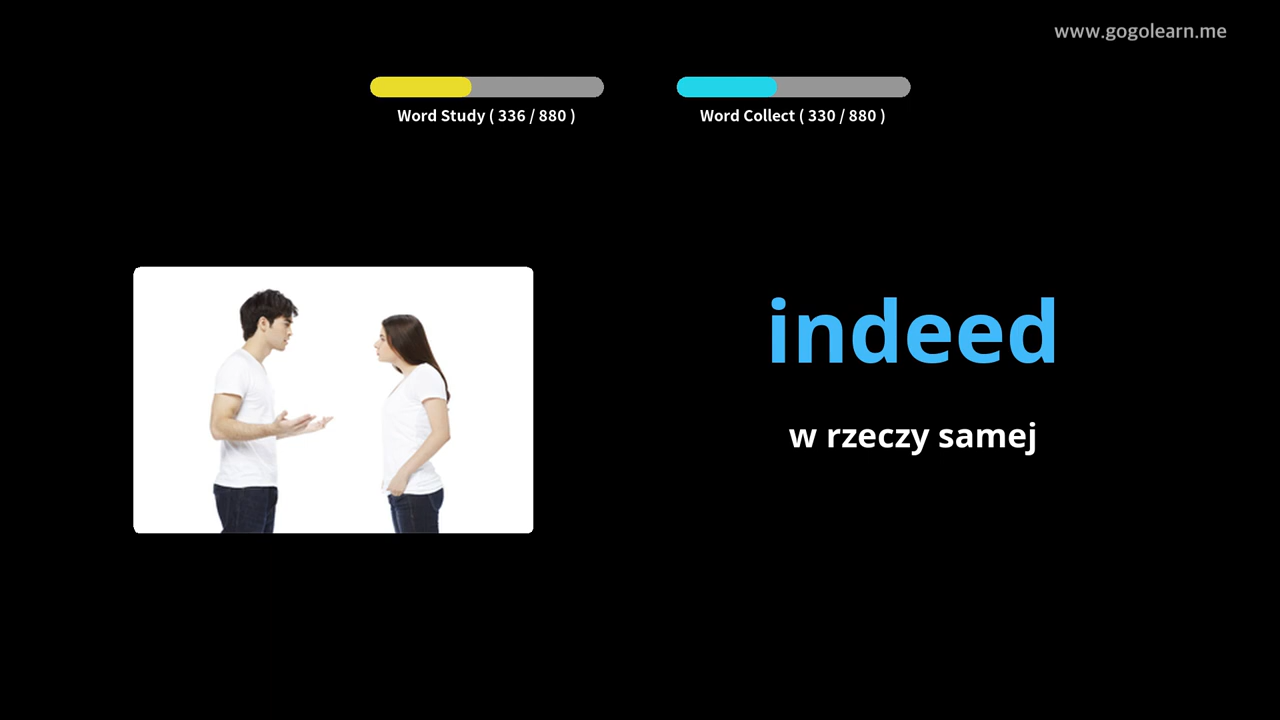 www.gogolearn.me
Word Study ( 336 / 880 )
Word Collect ( 330 / 880 )
indeed
w rzeczy samej